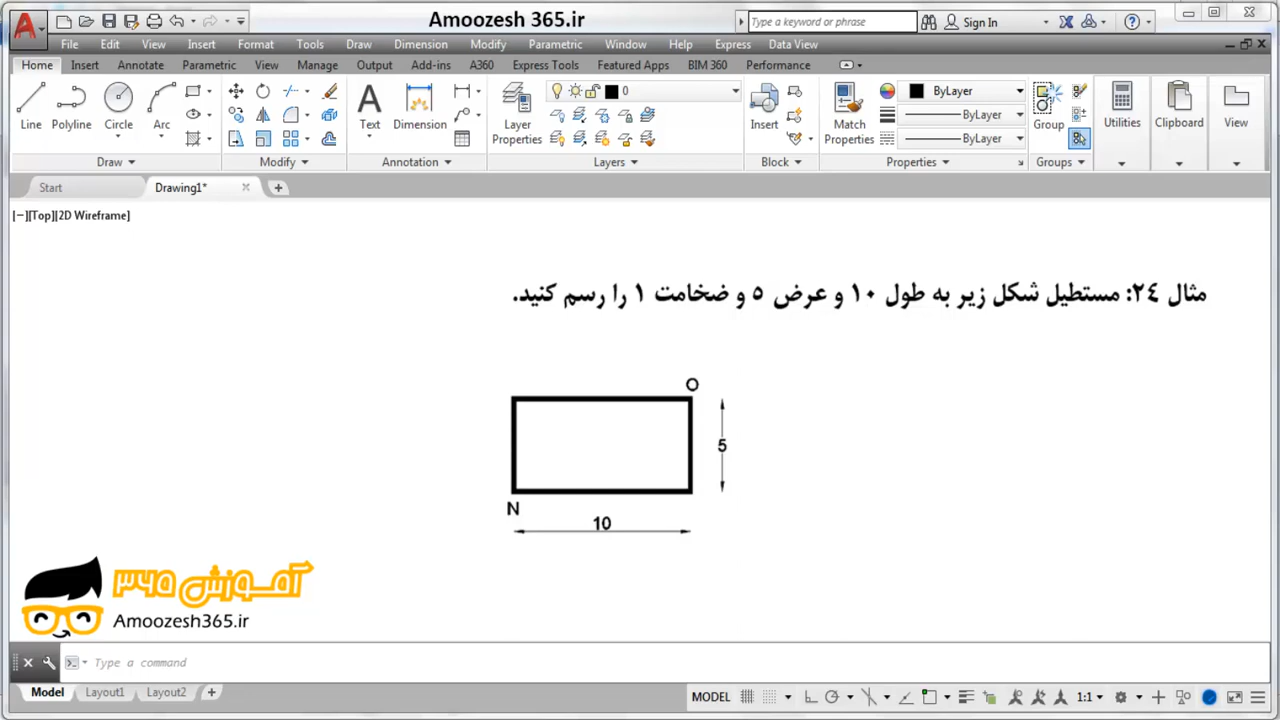 Amoozesh 365.ir
Type a keyword or phrase
Sign In
File Edit View Insert Format Tools Draw Dimension Modify Parametric Window Help Express Data View
Home Insert Annotate Parametric View Manage Output Add-ins A360 Express Tools Featured Apps BIM 360 Performance
0
ByLayer
Line Polyline Circle Arc Text Dimension Layer Properties Insert Match Properties ByLayer ByLayer Group Utilities Clipboard View
Draw Modify Annotation Layers Block Properties Groups
Start Drawing1*
[−][Top][2D Wireframe]
مثال ۲٤: مستطیل شکل زیر به طول ۱۰ و عرض ٥ و ضخامت ۱ را رسم کنید.
O
5
N
10
آموزش ۳۶۵
Amoozesh365.ir
Type a command
Model Layout1 Layout2
MODEL 1:1